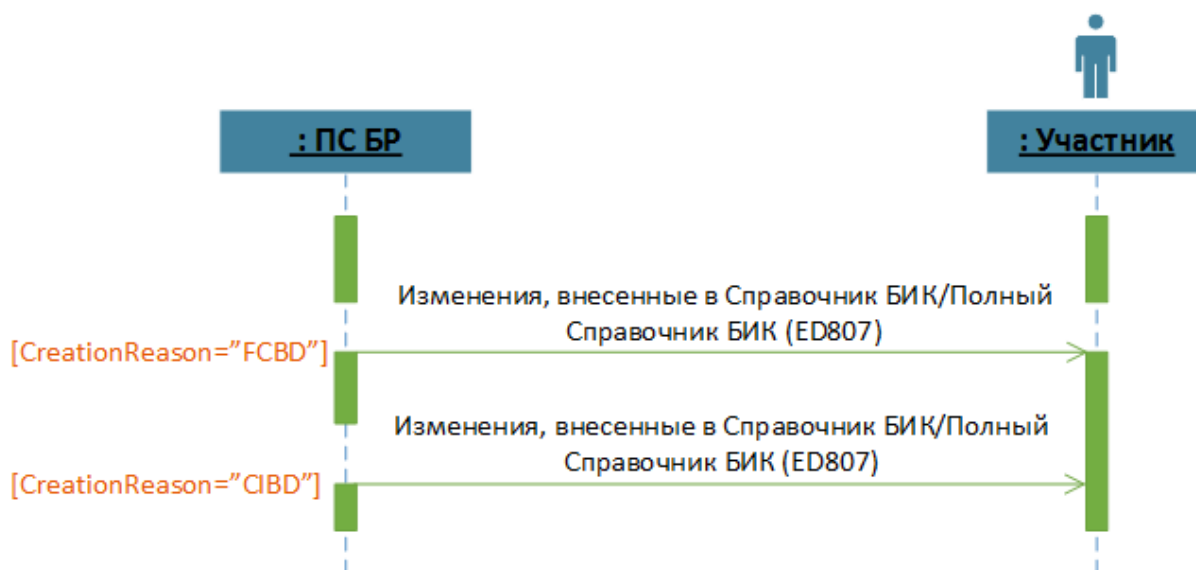 : ПС БР
: Участник
Изменения, внесенные в Справочник БИК/Полный
Справочник БИК (ED807)
[CreationReason=”FCBD”]
Изменения, внесенные в Справочник БИК/Полный
Справочник БИК (ED807)
[CreationReason=”CIBD”]